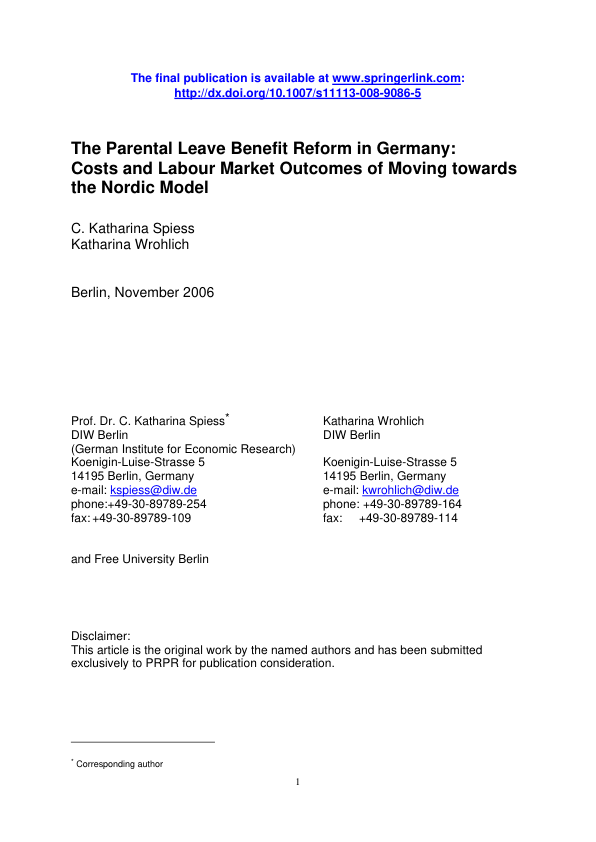 The final publication is available at www.springerlink.com:
http://dx.doi.org/10.1007/s11113-008-9086-5
The Parental Leave Benefit Reform in Germany:
Costs and Labour Market Outcomes of Moving towards
the Nordic Model
C. Katharina Spiess
Katharina Wrohlich
Berlin, November 2006
Prof. Dr. C. Katharina Spiess*
DIW Berlin
(German Institute for Economic Research)
Koenigin-Luise-Strasse 5
14195 Berlin, Germany
e-mail: kspiess@diw.de
phone:+49-30-89789-254
fax: +49-30-89789-109
and Free University Berlin
Katharina Wrohlich
DIW Berlin
Koenigin-Luise-Strasse 5
14195 Berlin, Germany
e-mail: kwrohlich@diw.de
phone: +49-30-89789-164
fax: +49-30-89789-114
Disclaimer:
This article is the original work by the named authors and has been submitted
exclusively to PRPR for publication consideration.
* Corresponding author
1